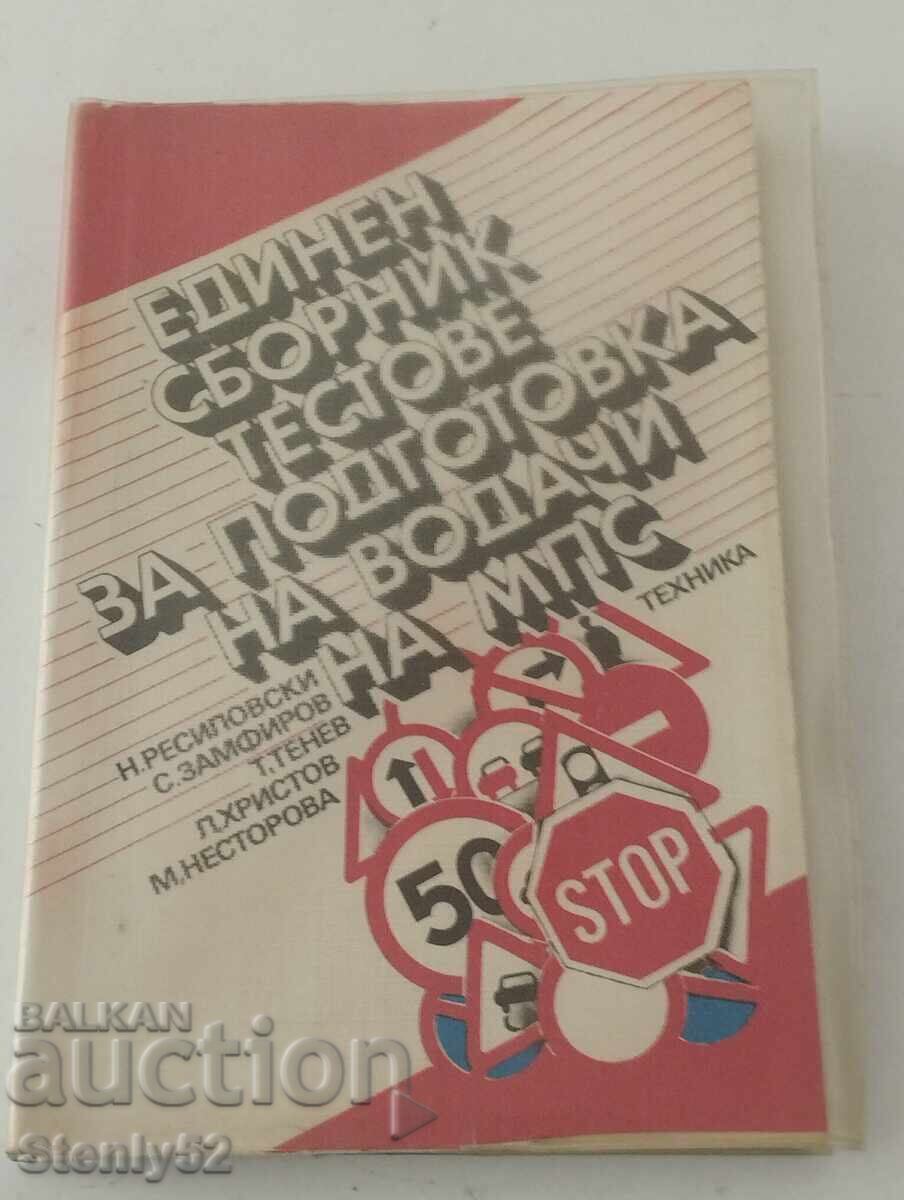 ЕДИНЕН
СБОРНИК
ТЕСТОВЕ
ЗА ПОДГОТОВКА
НА ВОДАЧИ
НА МПС
ТЕХНИКА
Н. РЕСИЛОВСКИ
С. ЗАМФИРОВ
Т. ТЕНЕВ
Л. ХРИСТОВ
М. НЕСТОРОВА
50
STOP
BALKAN
auction
Stenly52